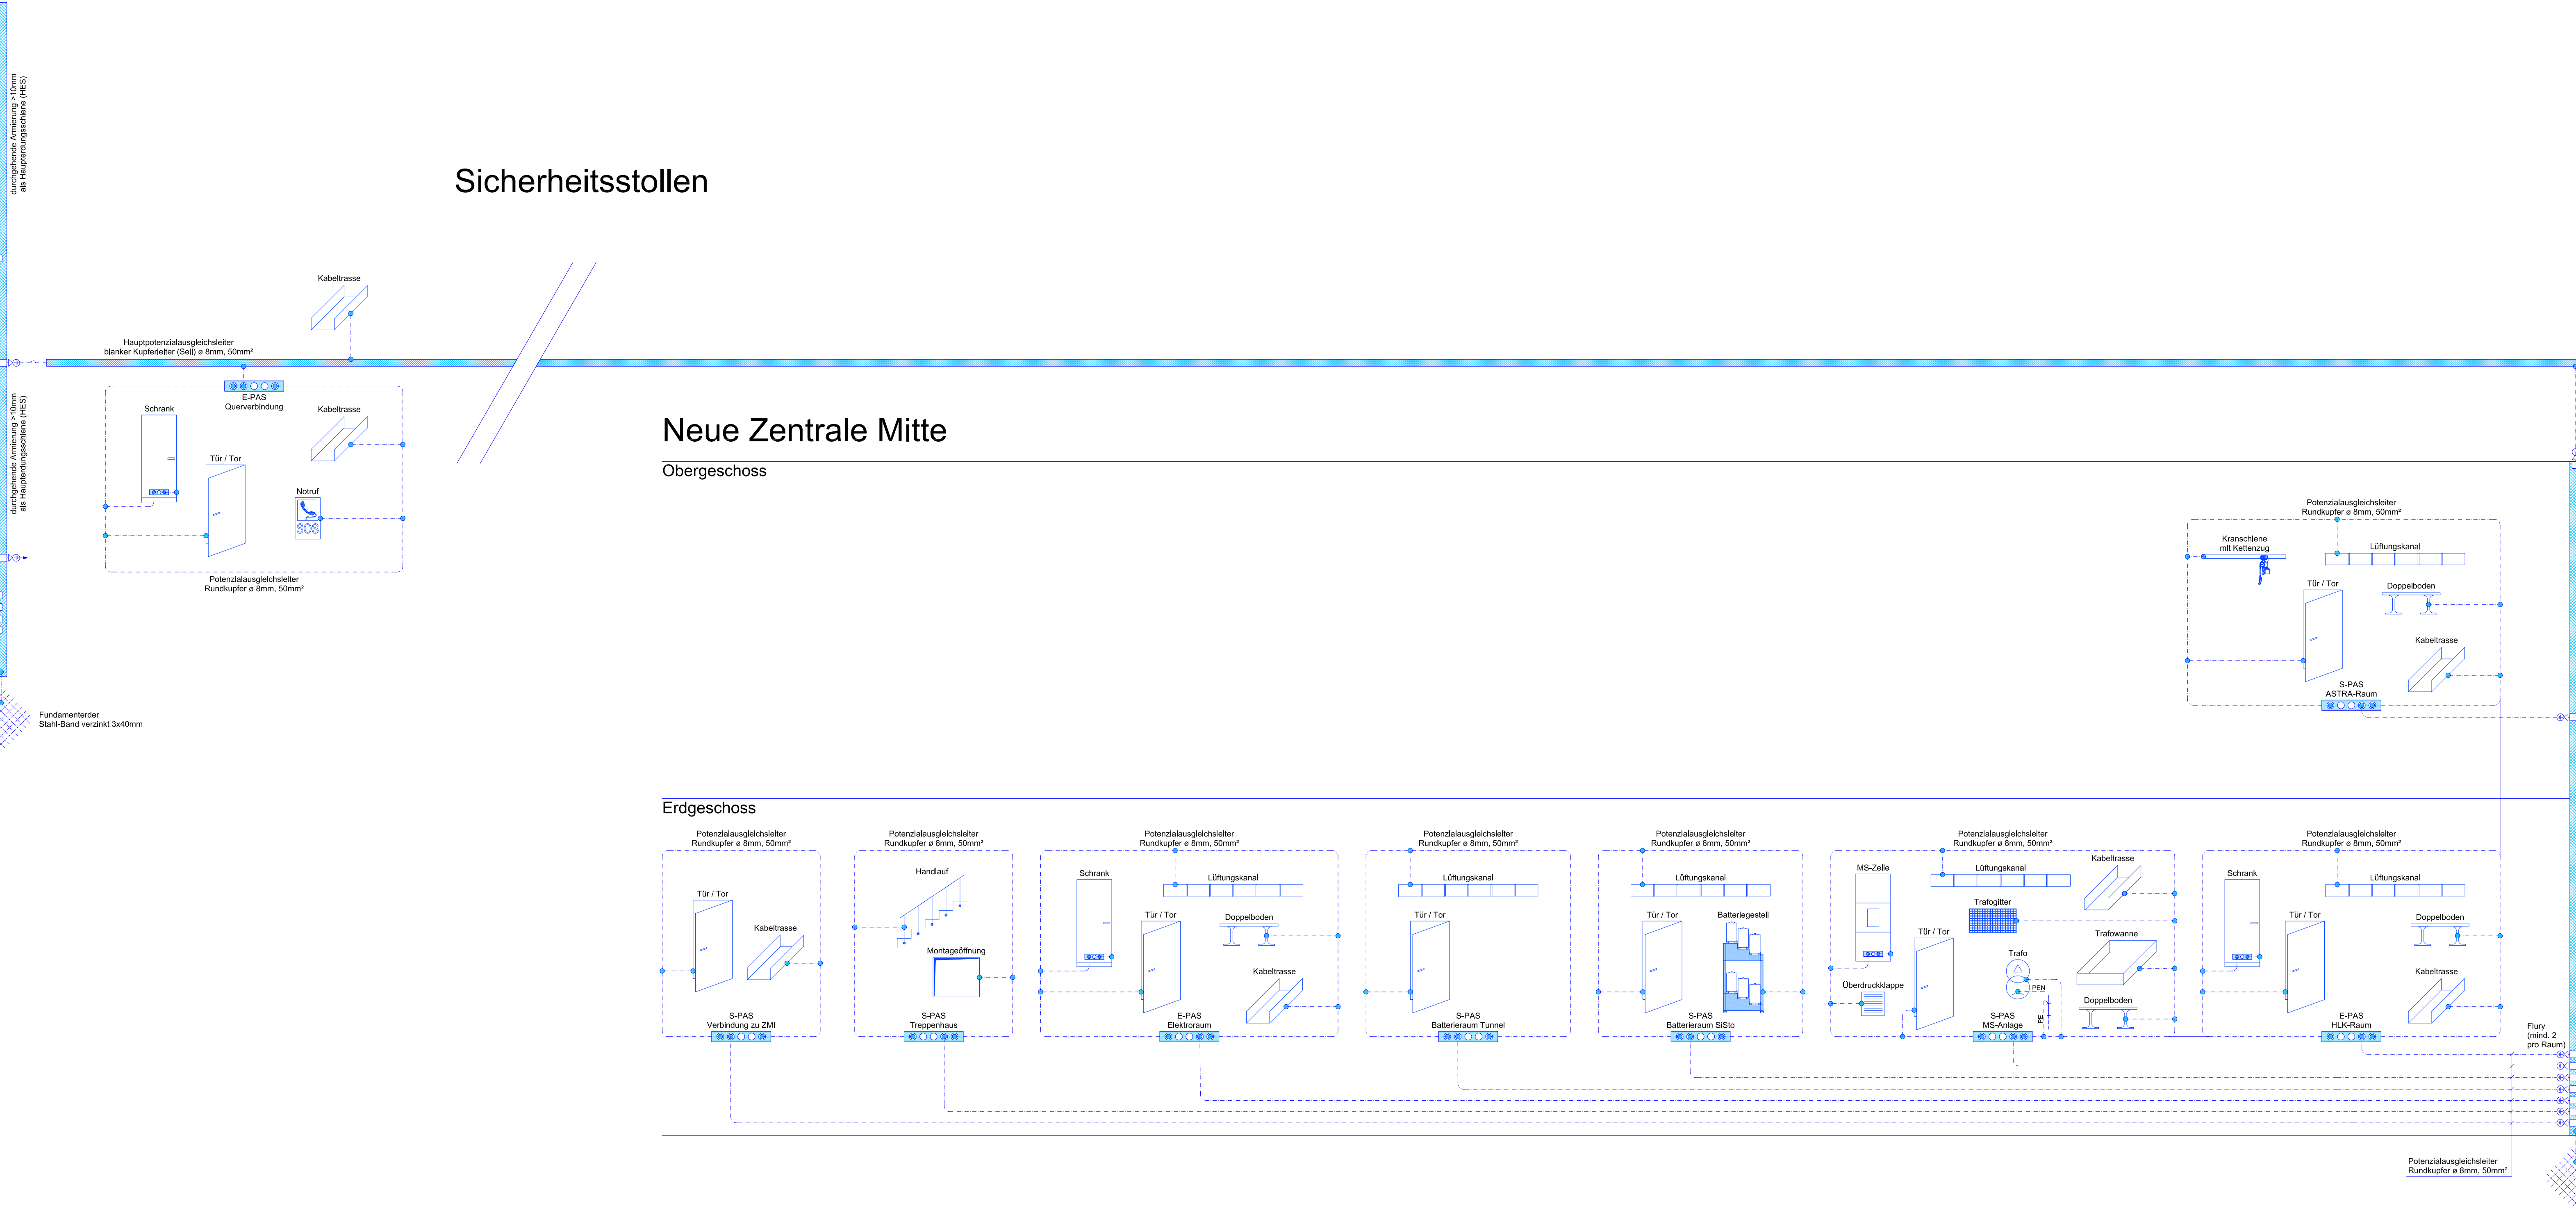 durchgehende Armierung >10mm
als Haupterdungsschiene (HES)
Sicherheitsstollen
Kabeltrasse
Hauptpotenzialausgleichsleiter
blanker Kupferleiter (Seil) ø 8mm, 50mm²
E-PAS
Querverbindung
durchgehende Armierung >10mm
als Haupterdungsschiene (HES)
Schrank
Kabeltrasse
Tür / Tor
Notruf
SOS
Potenzialausgleichsleiter
Rundkupfer ø 8mm, 50mm²
Fundamenterder
Stahl-Band verzinkt 3x40mm
Neue Zentrale Mitte
Obergeschoss
Potenzialausgleichsleiter
Rundkupfer ø 8mm, 50mm²
Kranschiene
mit Kettenzug
Lüftungskanal
Tür / Tor
Doppelboden
Kabeltrasse
S-PAS
ASTRA-Raum
Erdgeschoss
Potenzialausgleichsleiter
Rundkupfer ø 8mm, 50mm²
Tür / Tor
Kabeltrasse
S-PAS
Verbindung zu ZMI
Potenzialausgleichsleiter
Rundkupfer ø 8mm, 50mm²
Handlauf
Montageöffnung
S-PAS
Treppenhaus
Potenzialausgleichsleiter
Rundkupfer ø 8mm, 50mm²
Schrank
Lüftungskanal
Tür / Tor
Doppelboden
Kabeltrasse
E-PAS
Elektroraum
Potenzialausgleichsleiter
Rundkupfer ø 8mm, 50mm²
Lüftungskanal
Tür / Tor
S-PAS
Batterieraum Tunnel
Potenzialausgleichsleiter
Rundkupfer ø 8mm, 50mm²
Lüftungskanal
Tür / Tor
Batteriegestell
S-PAS
Batterieraum SiSto
Potenzialausgleichsleiter
Rundkupfer ø 8mm, 50mm²
MS-Zelle
Lüftungskanal
Kabeltrasse
Trafogitter
Tür / Tor
Trafowanne
Trafo
Überdruckklappe
PEN
PE
Doppelboden
S-PAS
MS-Anlage
Potenzialausgleichsleiter
Rundkupfer ø 8mm, 50mm²
Schrank
Lüftungskanal
Tür / Tor
Doppelboden
Kabeltrasse
E-PAS
HLK-Raum
Flury
(mind. 2
pro Raum)
Potenzialausgleichsleiter
Rundkupfer ø 8mm, 50mm²